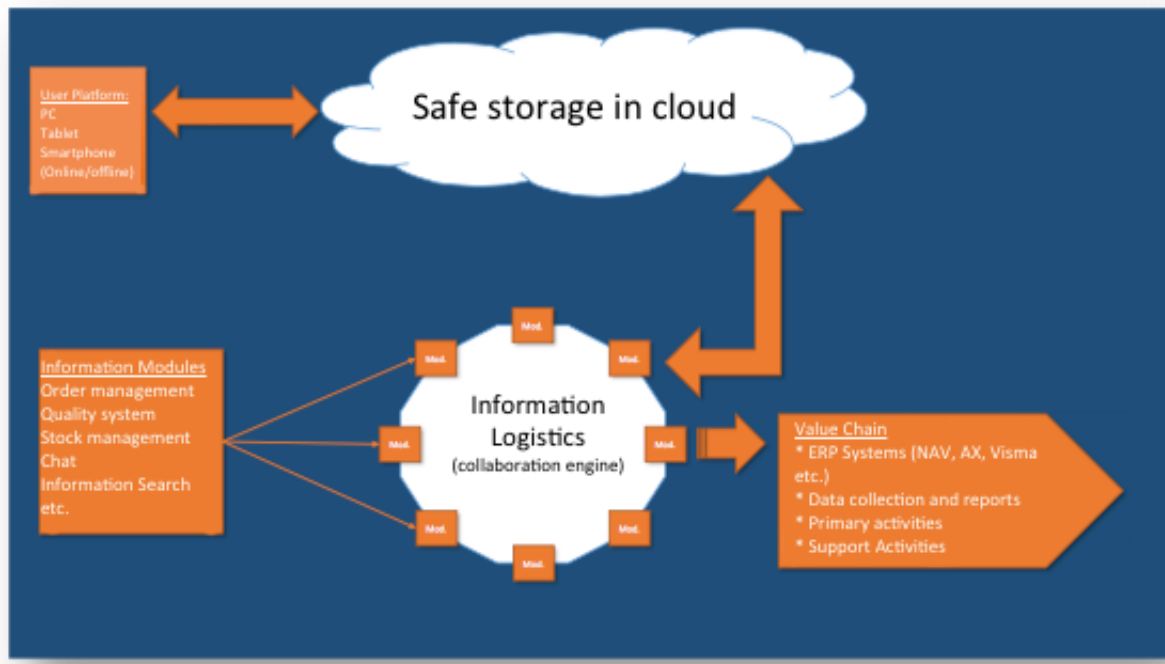 Safe storage in cloud
User Platform:
PC
Tablet
Smartphone
(Online/offline)
Mod.
Mod.
Mod.
Information Modules
Order management
Quality system
Stock management
Chat
Information Search
etc.
Information
Logistics
(collaboration engine)
Mod.
Mod.
Mod.
Mod.
Mod.
Value Chain
* ERP Systems (NAV, AX, Visma
etc.)
* Data collection and reports
* Primary activities
* Support Activities